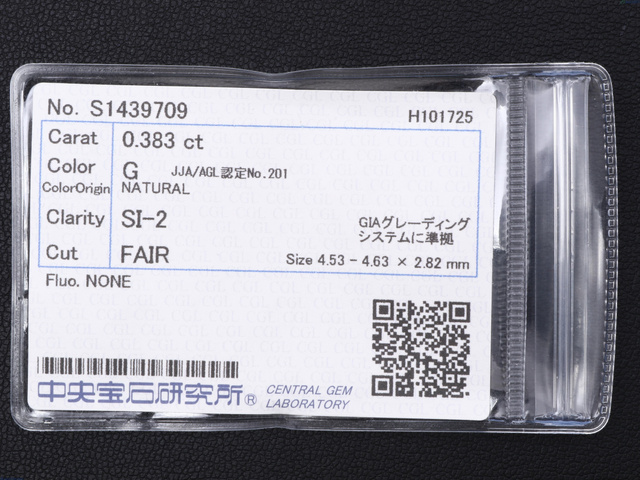 No. S1439709
H101725
Carat 0.383 ct
Color G JJA/AGL認定No.201
ColorOrigin NATURAL
Clarity SI-2
GIAグレーディング
システムに準拠
Cut FAIR
Size 4.53 - 4.63 × 2.82 mm
Fluo. NONE
中央宝石研究所®
CENTRAL GEM
LABORATORY